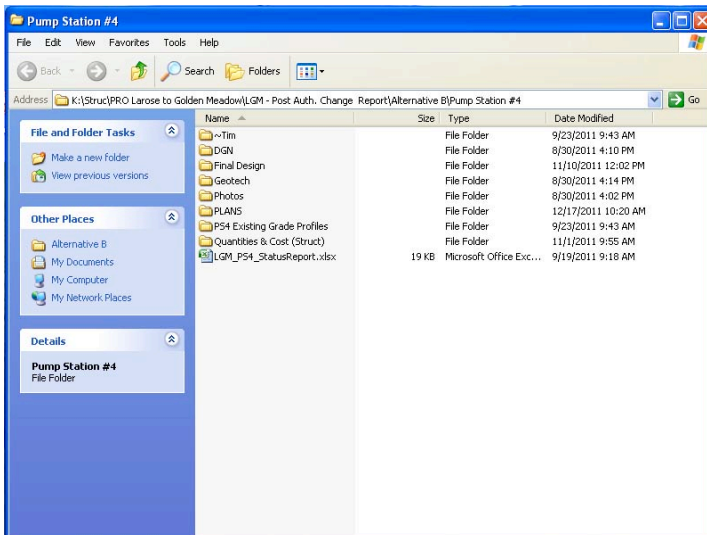 Pump Station #4
File Edit View Favorites Tools Help
Back Search Folders
Address K:\Struc\PRO Larose to Golden Meadow\LGM - Post Auth. Change Report\Alternative B\Pump Station #4 Go
Name Size Type Date Modified
File and Folder Tasks
Make a new folder
View previous versions
Other Places
Alternative B
My Documents
My Computer
My Network Places
Details
Pump Station #4
File Folder
~Tim File Folder 9/23/2011 9:43 AM
DGN File Folder 8/30/2011 4:10 PM
Final Design File Folder 11/10/2011 12:02 PM
Geotech File Folder 8/30/2011 4:14 PM
Photos File Folder 8/30/2011 4:02 PM
PLANS File Folder 12/17/2011 10:20 AM
PS4 Existing Grade Profiles File Folder 9/23/2011 9:43 AM
Quantities & Cost (Struct) File Folder 11/1/2011 9:55 AM
LGM_PS4_StatusReport.xlsx 19 KB Microsoft Office Exc... 9/19/2011 9:18 AM